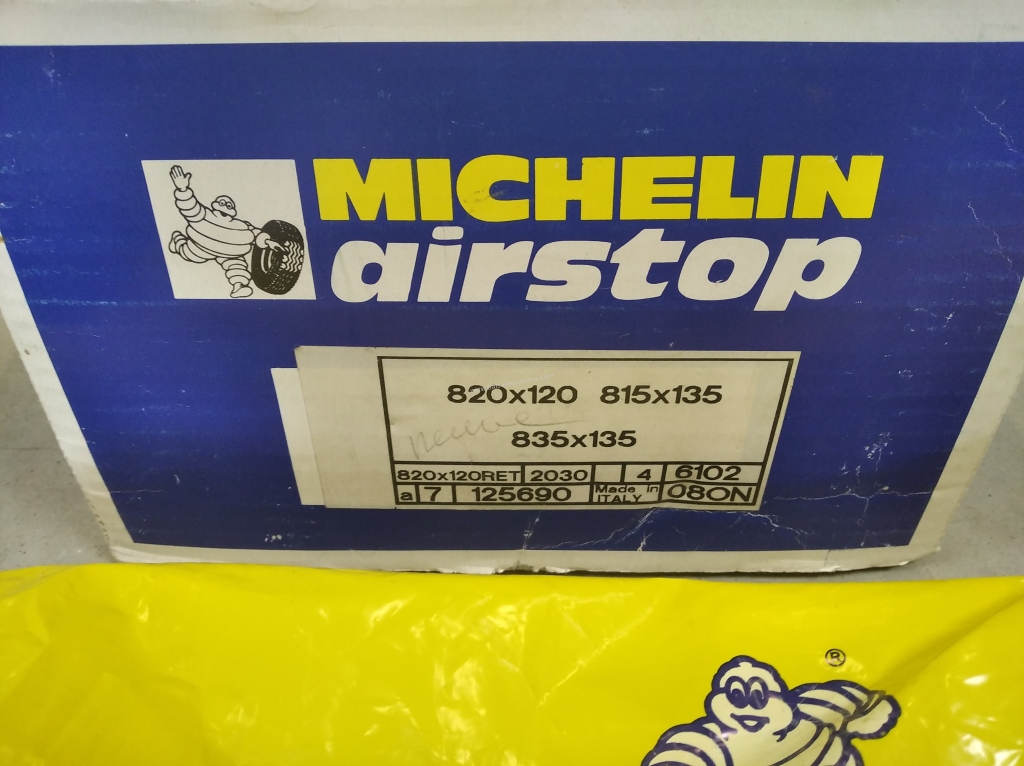 MICHELIN
airstop
820x120 815x135
835x135
820x120RET 2030 4 6102
a 7 125690 Made in ITALY 080N
®